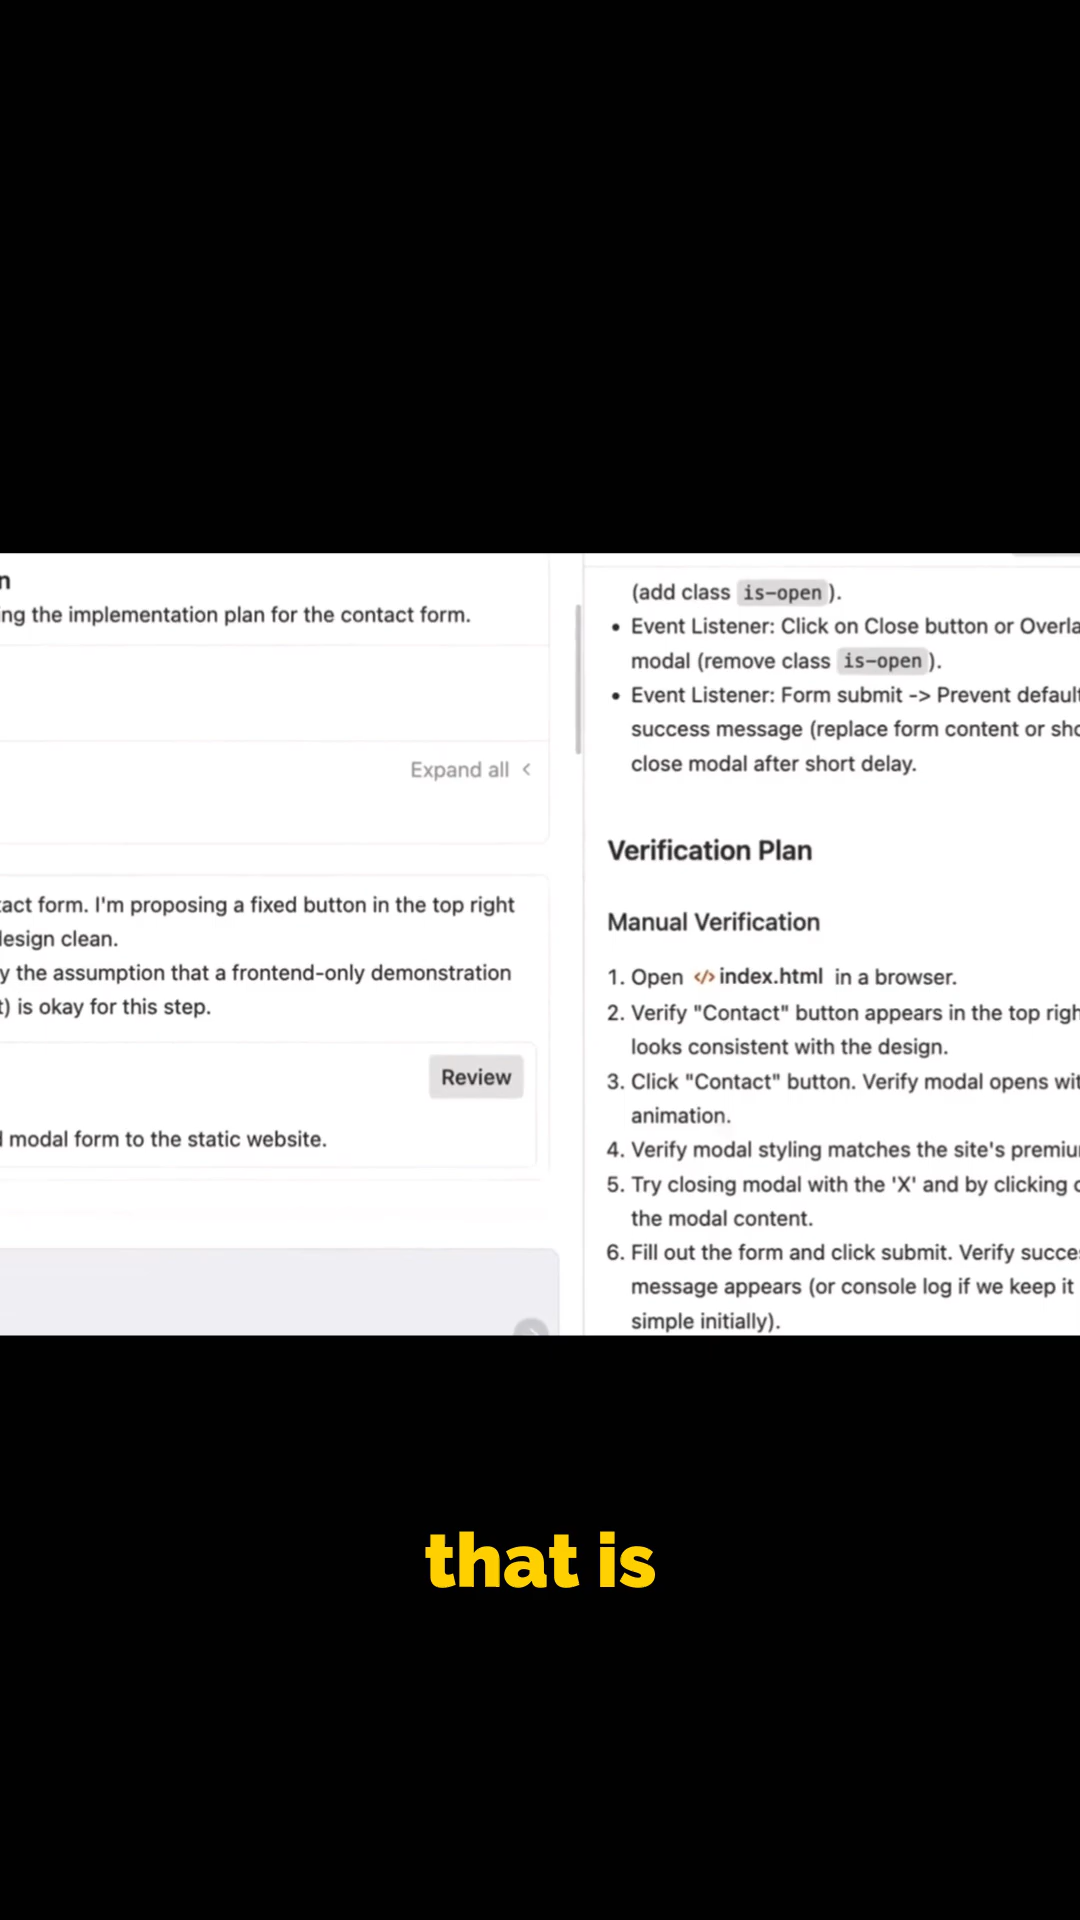 n
ing the implementation plan for the contact form.
Expand all <
tact form. I'm proposing a fixed button in the top right
design clean.
y the assumption that a frontend-only demonstration
t) is okay for this step.
Review
l modal form to the static website.
(add class is-open ).
• Event Listener: Click on Close button or Overla
modal (remove class is-open ).
• Event Listener: Form submit -> Prevent default
success message (replace form content or sho
close modal after short delay.
Verification Plan
Manual Verification
1. Open </> index.html in a browser.
2. Verify "Contact" button appears in the top righ
looks consistent with the design.
3. Click "Contact" button. Verify modal opens wit
animation.
4. Verify modal styling matches the site's premiu
5. Try closing modal with the 'X' and by clicking o
the modal content.
6. Fill out the form and click submit. Verify succes
message appears (or console log if we keep it
simple initially).
that is